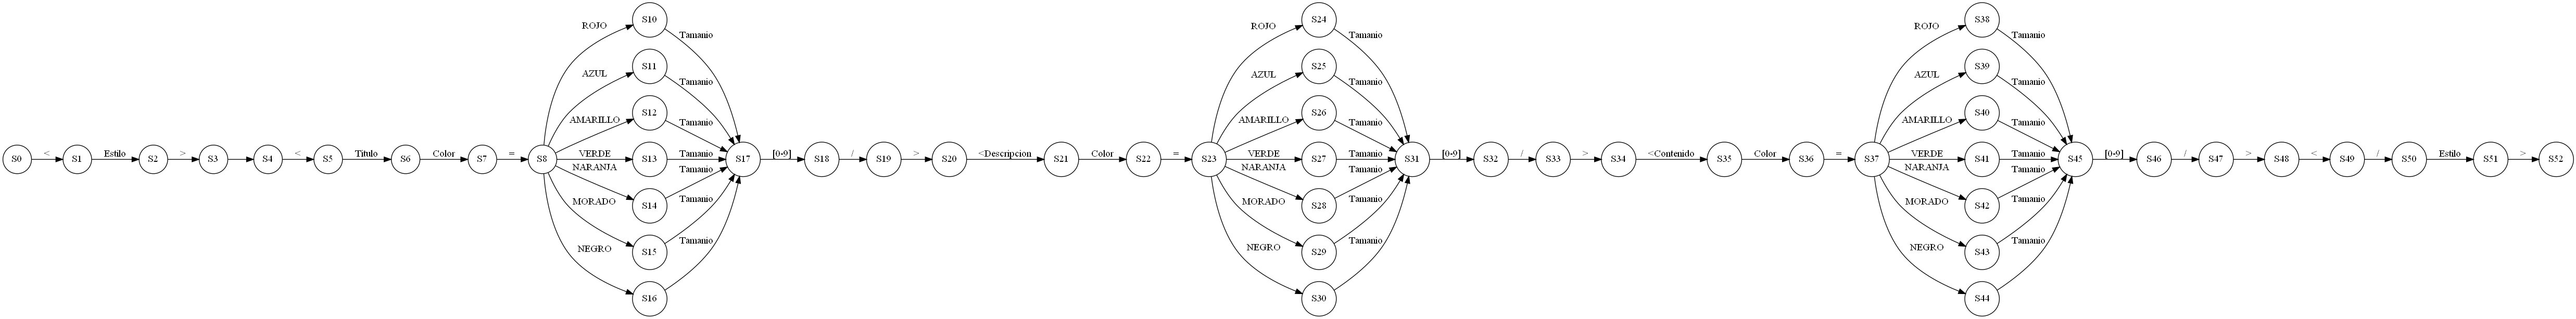 S0
<
S1
Estilo
S2
>
S3
S4
<
S5
Titulo
S6
Color
S7
=
S8
ROJO
S10
Tamanio
AZUL
S11
Tamanio
AMARILLO
S12
Tamanio
VERDE
S13
Tamanio
NARANJA
S14
Tamanio
MORADO
S15
Tamanio
NEGRO
S16
Tamanio
S17
[0-9]
S18
/
S19
>
S20
<Descripcion
S21
Color
S22
=
S23
ROJO
S24
Tamanio
AZUL
S25
Tamanio
AMARILLO
S26
Tamanio
VERDE
S27
Tamanio
NARANJA
S28
Tamanio
MORADO
S29
Tamanio
NEGRO
S30
Tamanio
S31
[0-9]
S32
/
S33
>
S34
<Contenido
S35
Color
S36
=
S37
ROJO
S38
Tamanio
AZUL
S39
Tamanio
AMARILLO
S40
Tamanio
VERDE
S41
Tamanio
NARANJA
S42
Tamanio
MORADO
S43
Tamanio
NEGRO
S44
Tamanio
S45
[0-9]
S46
/
S47
>
S48
<
S49
/
S50
Estilo
S51
>
S52